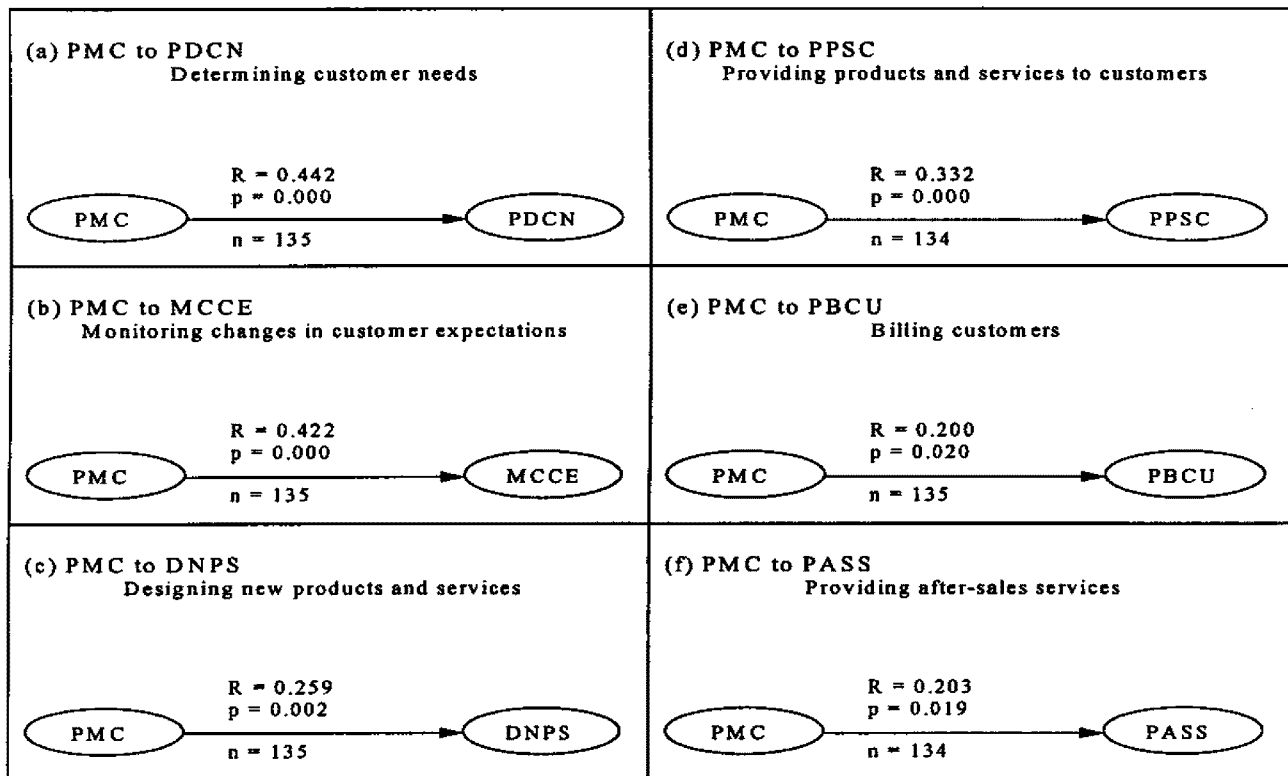 (a) PMC to PDCN
Determining customer needs
R = 0.442
p = 0.000
PMC
PDCN
n = 135
(b) PMC to MCCE
Monitoring changes in customer expectations
R = 0.422
p = 0.000
PMC
MCCE
n = 135
(c) PMC to DNPS
Designing new products and services
R = 0.259
p = 0.002
PMC
DNPS
n = 135
(d) PMC to PPSC
Providing products and services to customers
R = 0.332
p = 0.000
PMC
PPSC
n = 134
(e) PMC to PBCU
Billing customers
R = 0.200
p = 0.020
PMC
PBCU
n = 135
(f) PMC to PASS
Providing after-sales services
R = 0.203
p = 0.019
PMC
PASS
n = 134